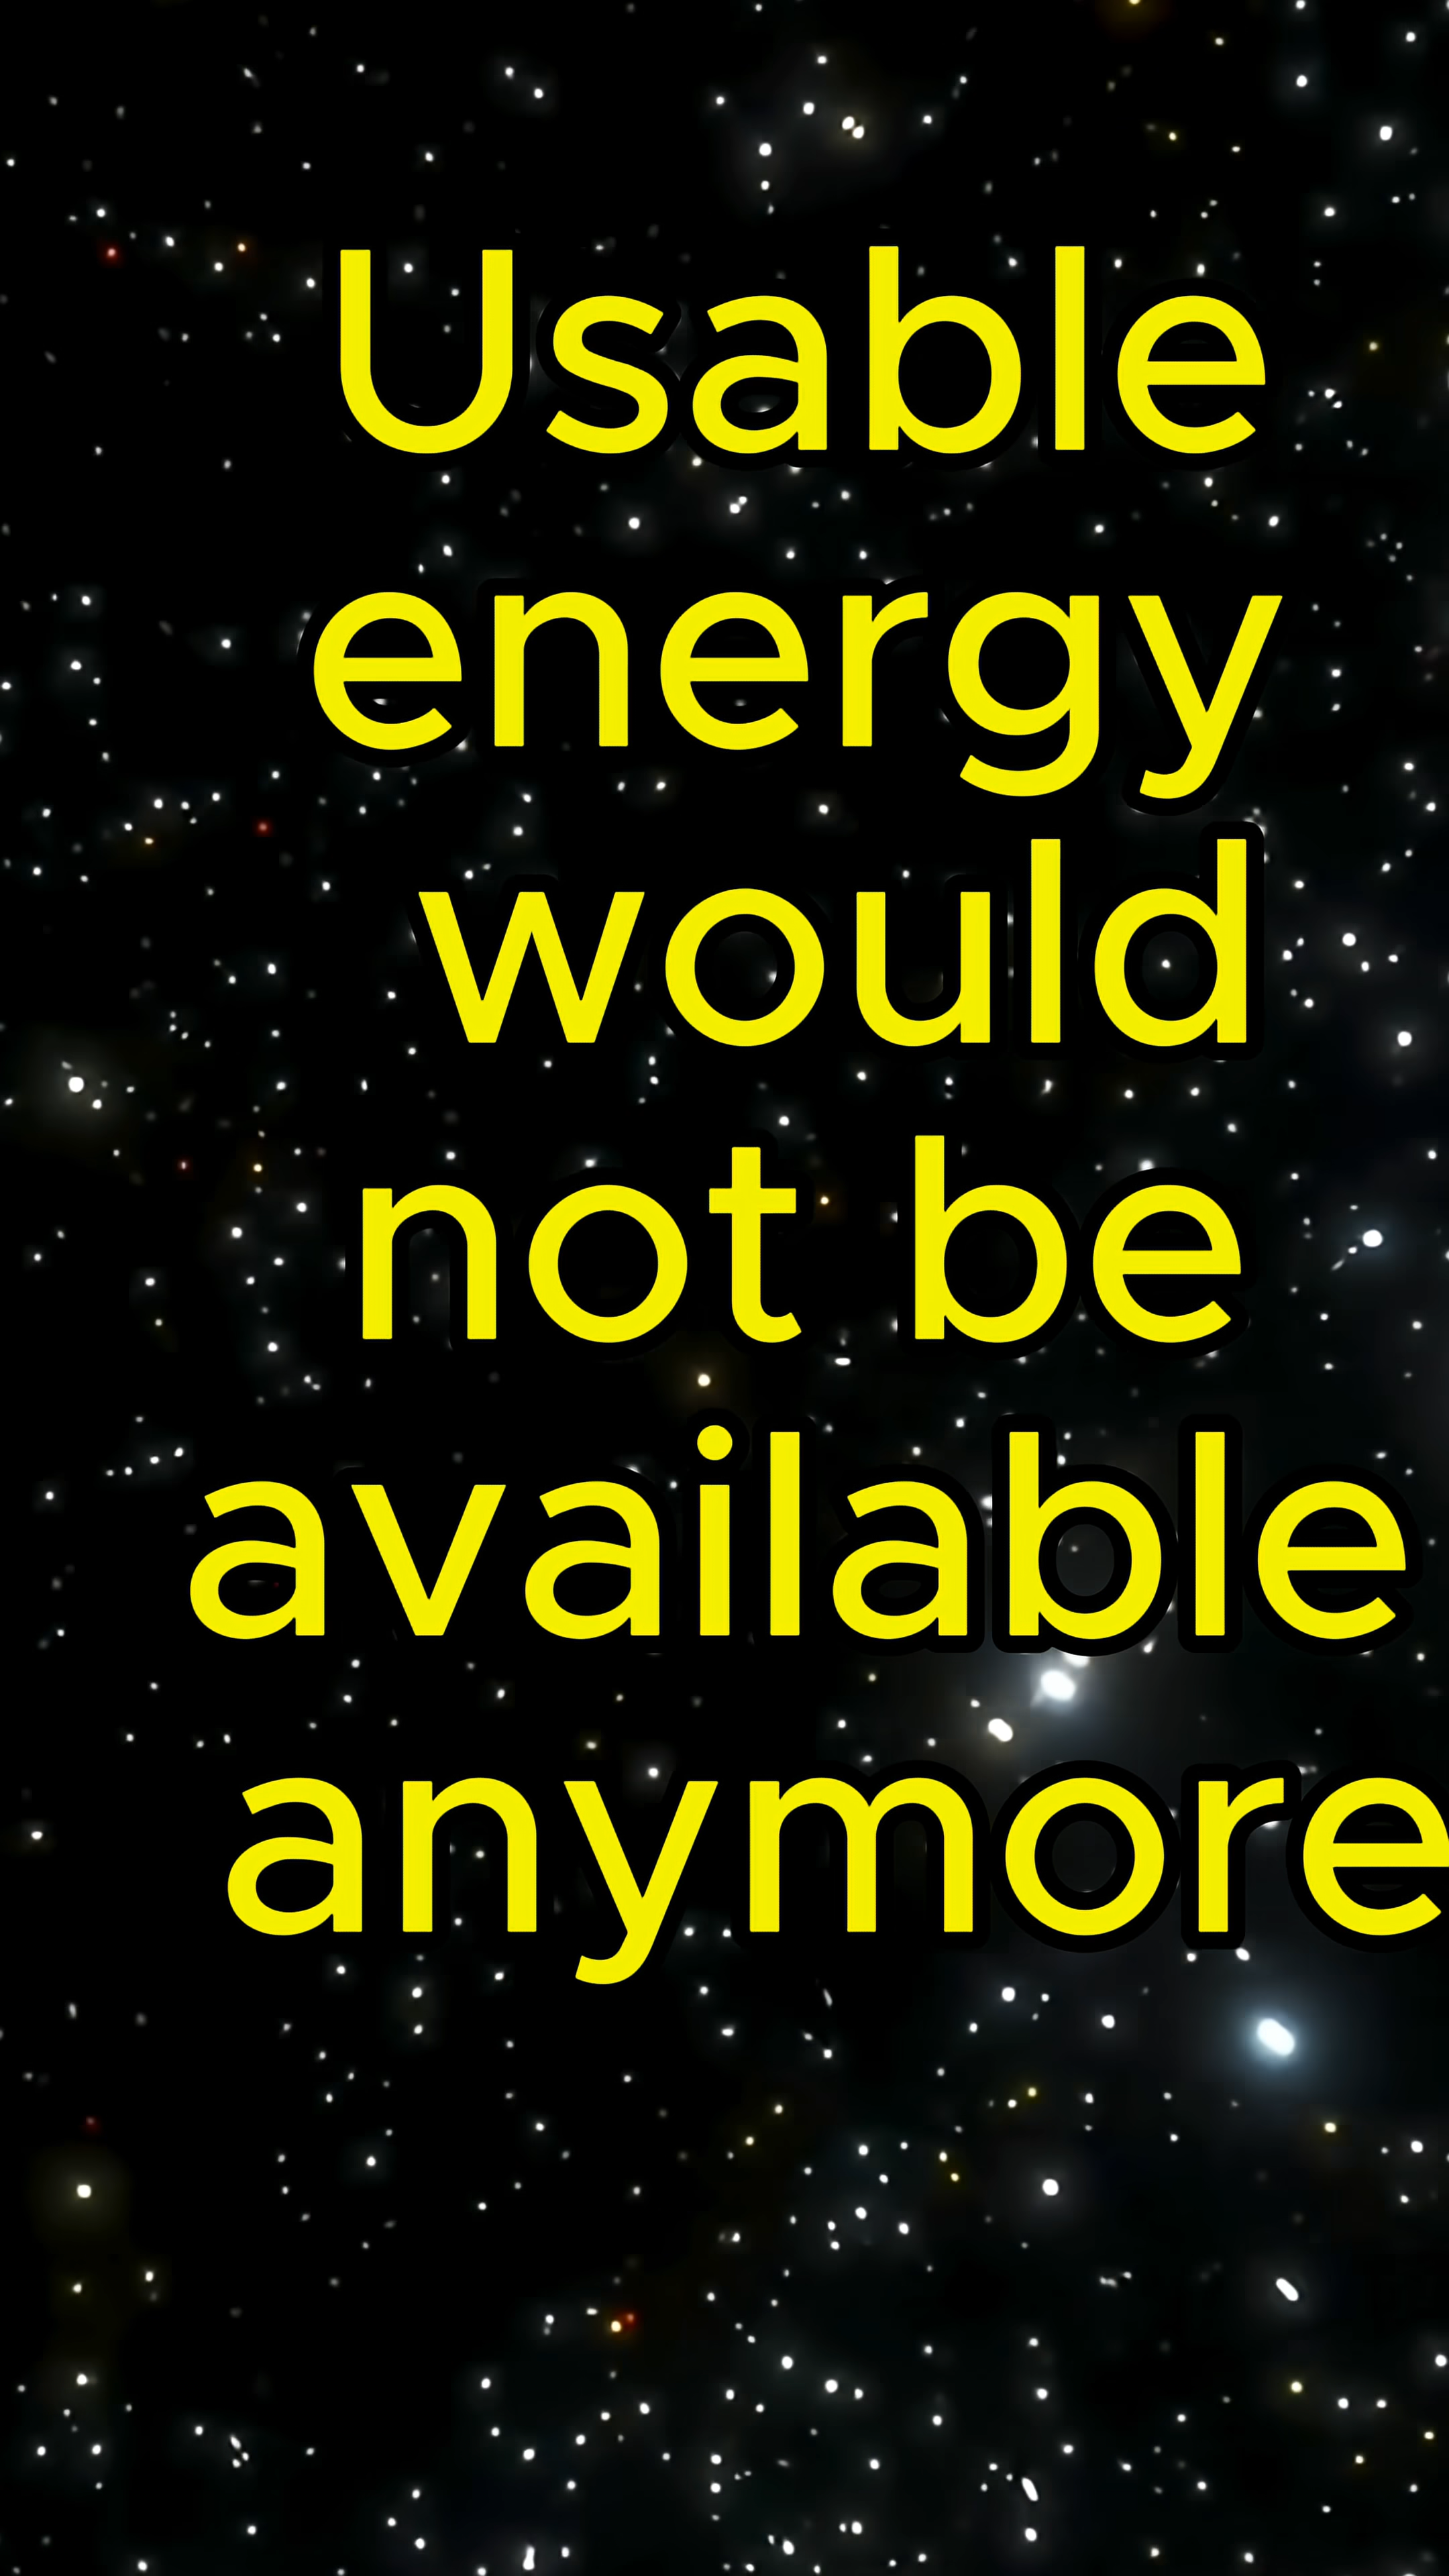 Usable
energy
would
not be
available
anymore